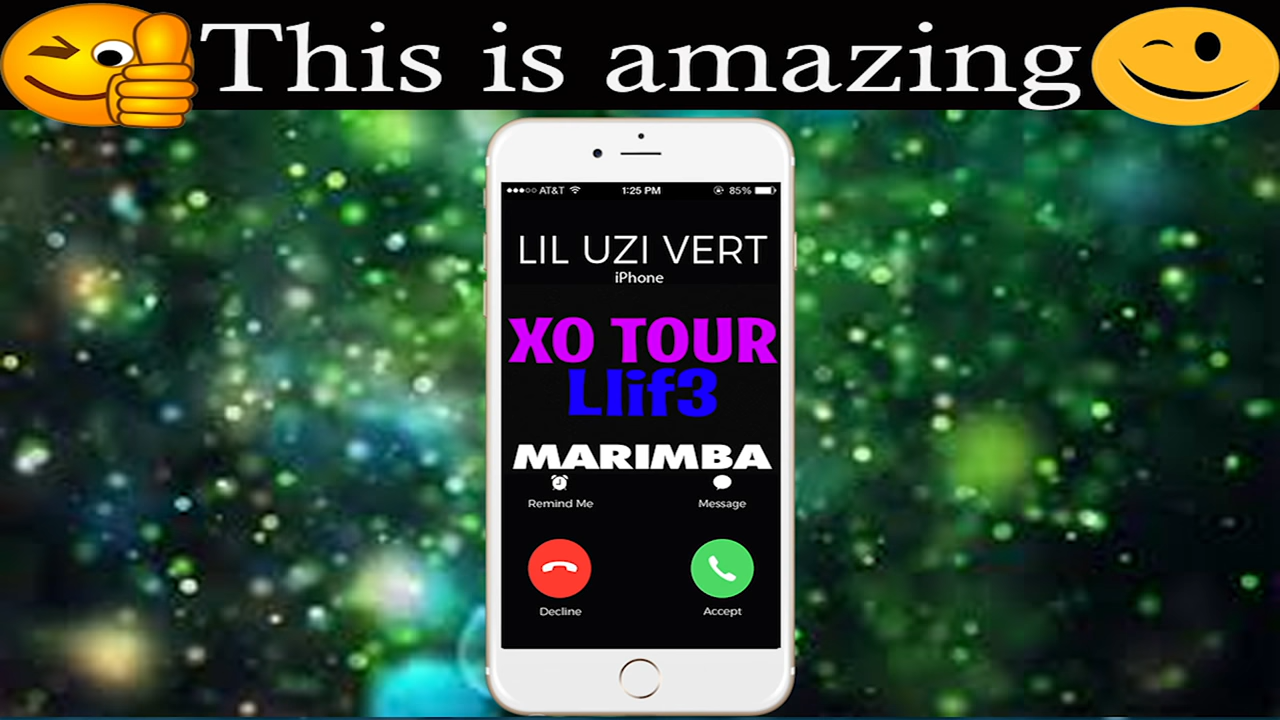 This is amazing
AT&T 1:25 PM 85%
LIL UZI VERT
iPhone
XO TOUR
Llif3
MARIMBA
Remind Me Message
Decline Accept